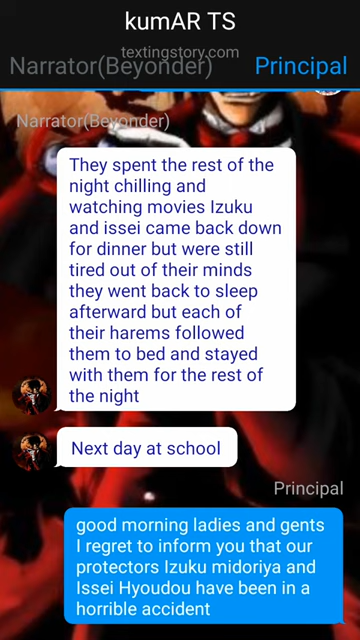 kumAR TS
textingstory.com
Narrator(Beyonder)
Principal
Narrator(Beyonder)
They spent the rest of the
night chilling and
watching movies Izuku
and issei came back down
for dinner but were still
tired out of their minds
they went back to sleep
afterward but each of
their harems followed
them to bed and stayed
with them for the rest of
the night
Next day at school
Principal
good morning ladies and gents
I regret to inform you that our
protectors Izuku midoriya and
Issei Hyoudou have been in a
horrible accident